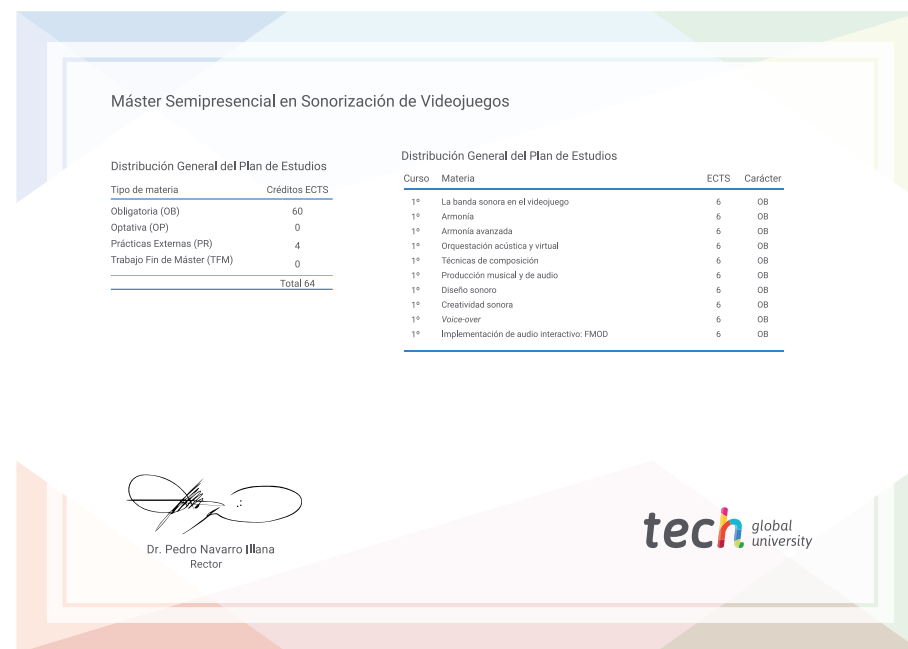 Máster Semipresencial en Sonorización de Videojuegos
Distribución General del Plan de Estudios
Tipo de materia Créditos ECTS
Obligatoria (OB) 60
Optativa (OP) 0
Prácticas Externas (PR) 4
Trabajo Fin de Máster (TFM) 0
Total 64
Distribución General del Plan de Estudios
Curso Materia ECTS Carácter
1º La banda sonora en el videojuego 6 OB
1º Armonía 6 OB
1º Armonía avanzada 6 OB
1º Orquestación acústica y virtual 6 OB
1º Técnicas de composición 6 OB
1º Producción musical y de audio 6 OB
1º Diseño sonoro 6 OB
1º Creatividad sonora 6 OB
1º Voice-over 6 OB
1º Implementación de audio interactivo: FMOD 6 OB
Dr. Pedro Navarro Illana
Rector
tech global
university